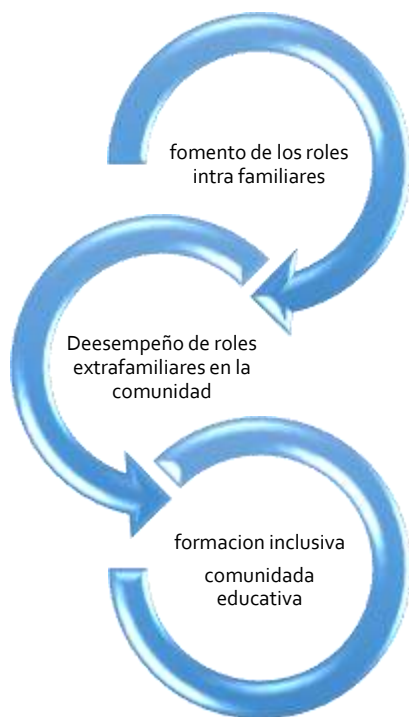 fomento de los roles
intra familiares
Deesempeño de roles
extrafamiliares en la
comunidad
formacion inclusiva
comunidada
educativa